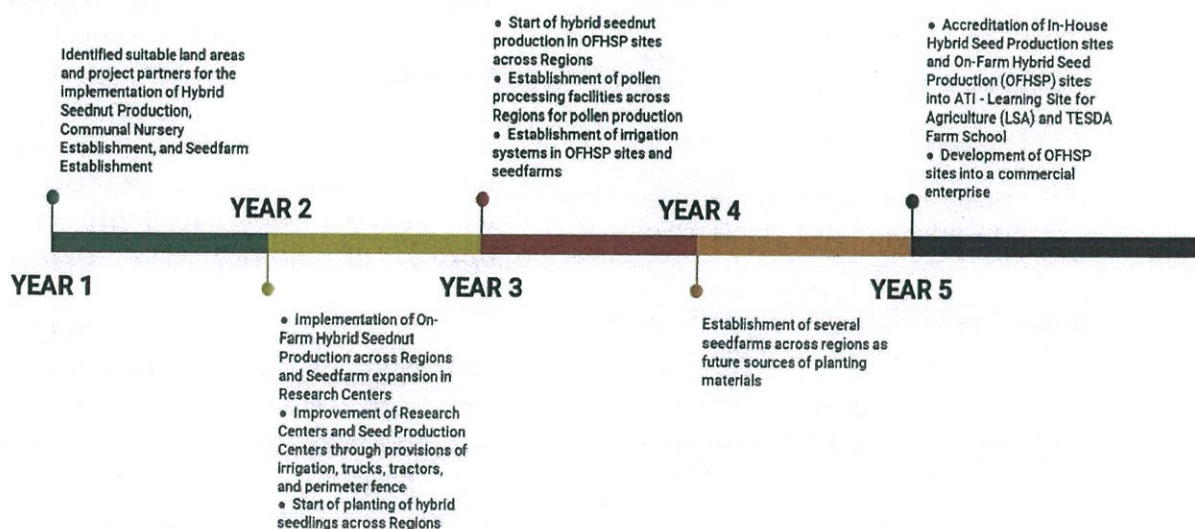 Identified suitable land areas
and project partners for the
implementation of Hybrid
Seednut Production,
Communal Nursery
Establishment, and Seedfarm
Establishment
YEAR 1
YEAR 2
• Implementation of On-
Farm Hybrid Seednut
Production across Regions
and Seedfarm expansion in
Research Centers
• Improvement of Research
Centers and Seed Production
Centers through provisions of
irrigation, trucks, tractors,
and perimeter fence
• Start of planting of hybrid
seedlings across Regions
• Start of hybrid seednut
production in OFHSP sites
across Regions
• Establishment of pollen
processing facilities across
Regions for pollen production
• Establishment of irrigation
systems in OFHSP sites and
seedfarms
YEAR 3
YEAR 4
Establishment of several
seedfarms across regions as
future sources of planting
materials
• Accreditation of In-House
Hybrid Seed Production sites
and On-Farm Hybrid Seed
Production (OFHSP) sites
into ATI - Learning Site for
Agriculture (LSA) and TESDA
Farm School
• Development of OFHSP
sites into a commercial
enterprise
YEAR 5